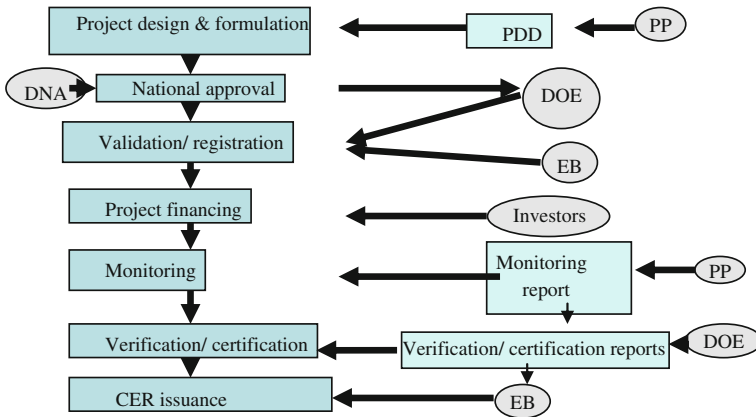 Project design & formulation
PDD
PP
DNA
National approval
DOE
Validation/ registration
EB
Project financing
Investors
Monitoring
Monitoring
report
PP
Verification/ certification
Verification/ certification reports
DOE
CER issuance
EB